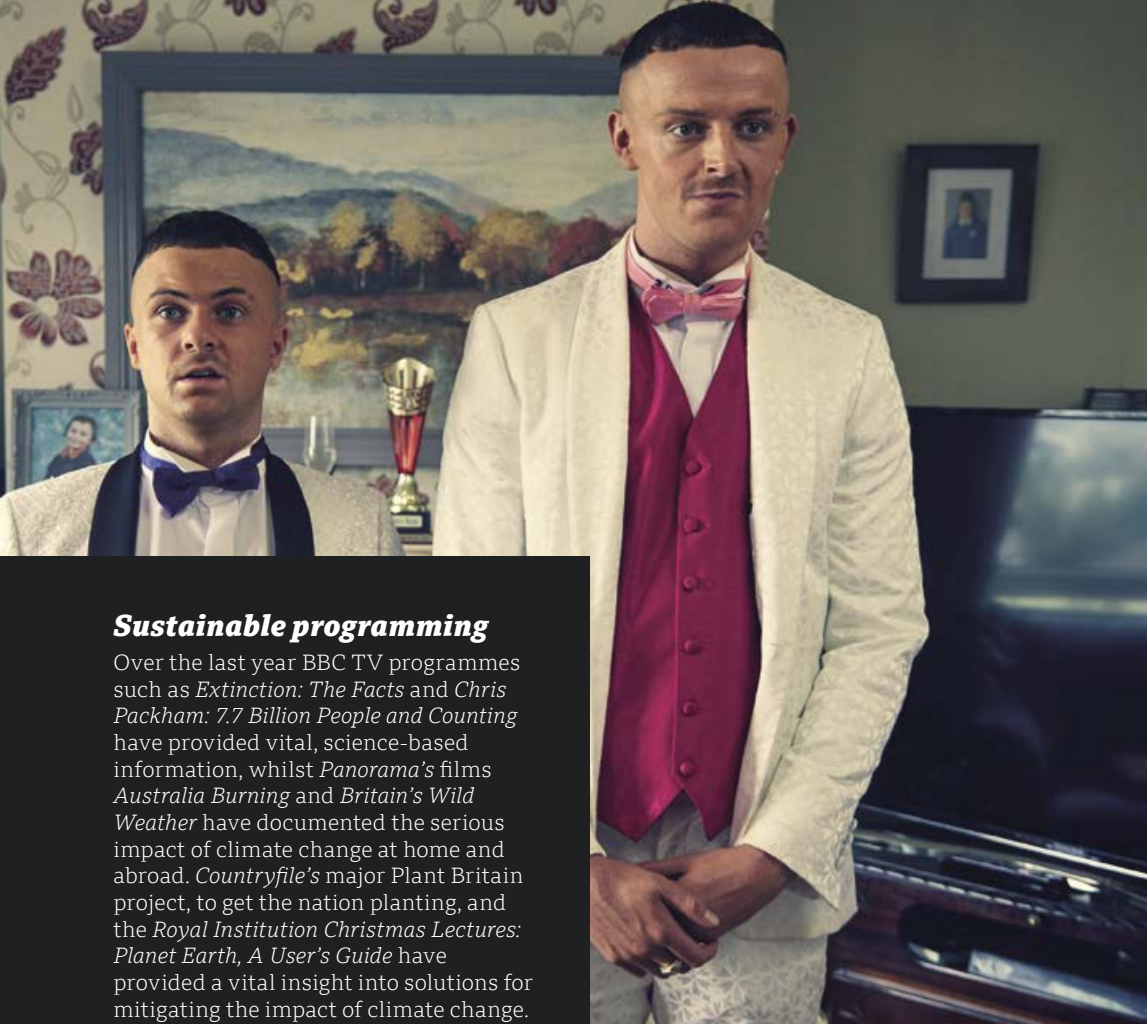 Sustainable programming
Over the last year BBC TV programmes
such as Extinction: The Facts and Chris
Packham: 7.7 Billion People and Counting
have provided vital, science-based
information, whilst Panorama’s films
Australia Burning and Britain’s Wild
Weather have documented the serious
impact of climate change at home and
abroad. Countryfile’s major Plant Britain
project, to get the nation planting, and
the Royal Institution Christmas Lectures:
Planet Earth, A User’s Guide have
provided a vital insight into solutions for
mitigating the impact of climate change.